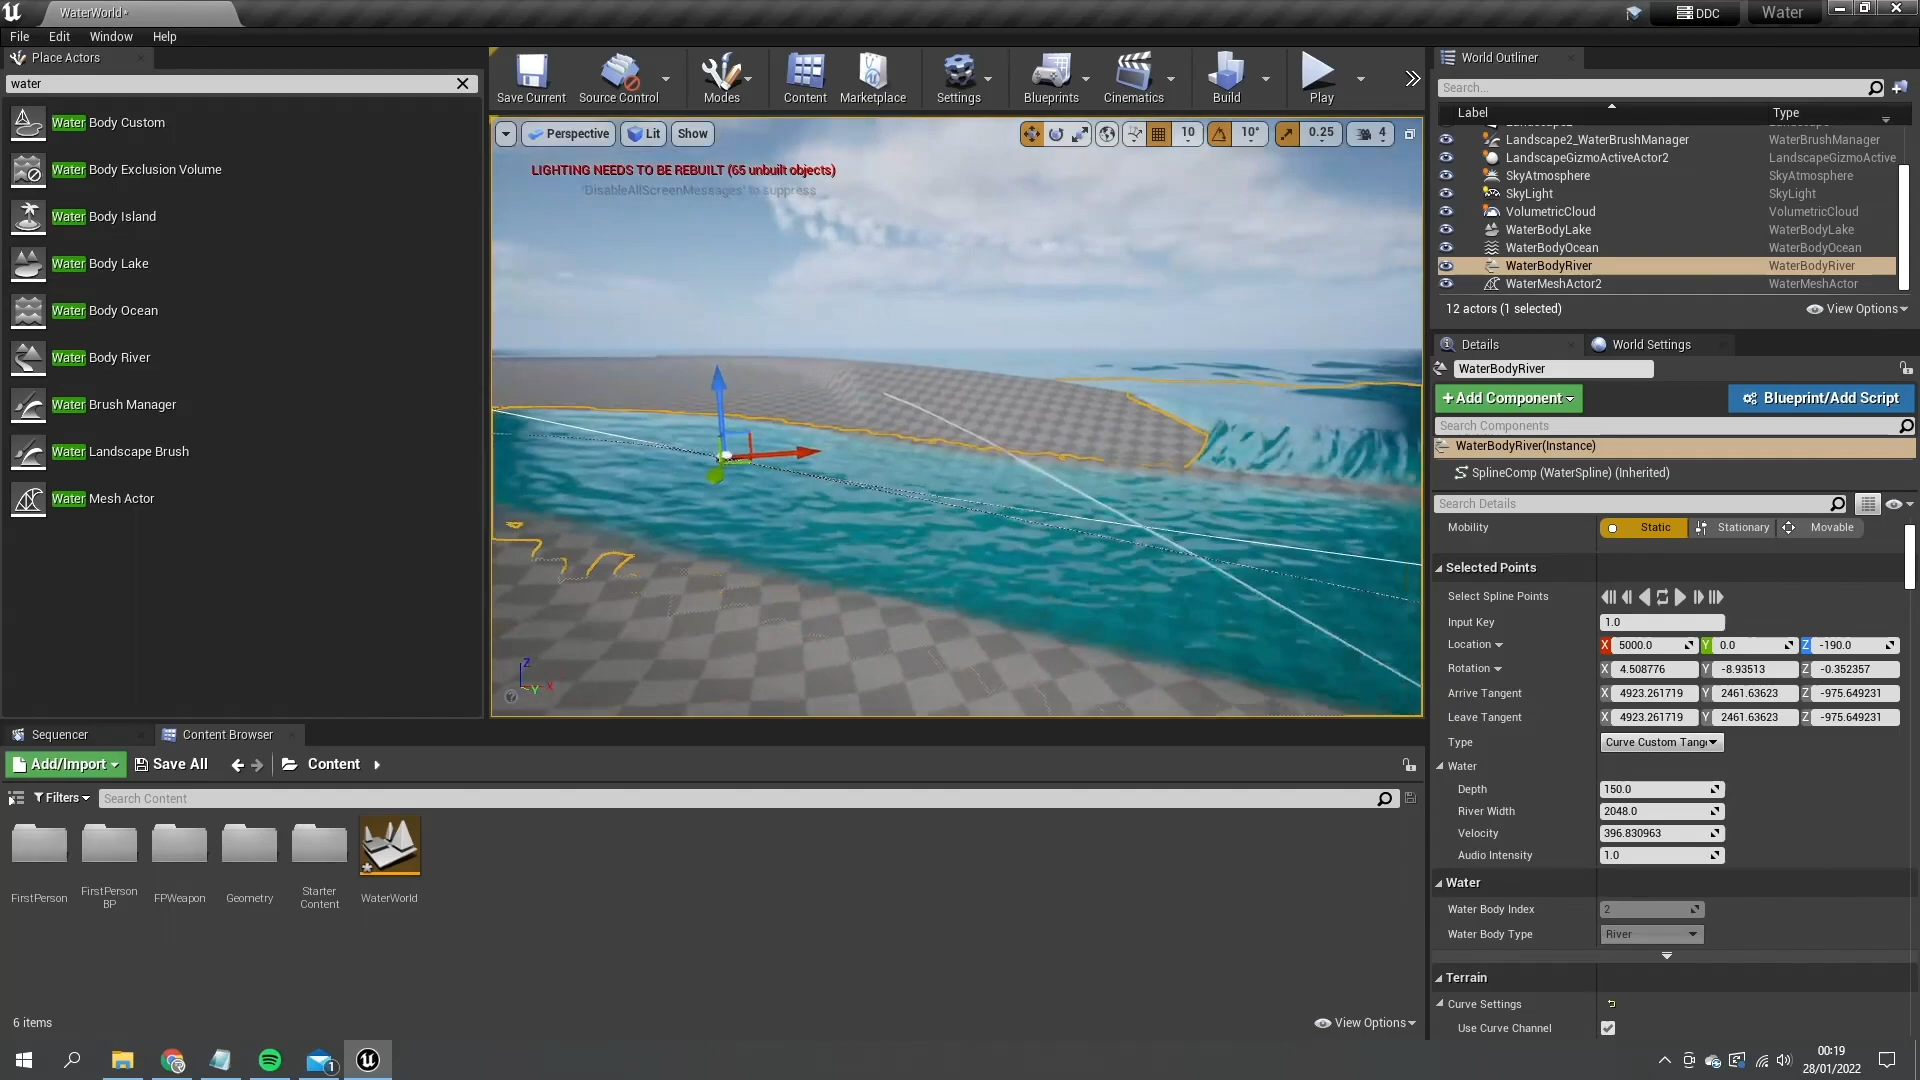 WaterWorld*
DDC
Water
File Edit Window Help
Place Actors
water
Water Body Custom
Water Body Exclusion Volume
Water Body Island
Water Body Lake
Water Body Ocean
Water Body River
Water Brush Manager
Water Landscape Brush
Water Mesh Actor
Save Current Source Control Modes Content Marketplace Settings Blueprints Cinematics Build Play
Perspective Lit Show 10 10° 0.25 4
LIGHTING NEEDS TO BE REBUILT (65 unbuilt objects)
'DisableAllScreenMessages' to suppress
Z
X
Y
World Outliner
Search...
Label Type
Landscape2_WaterBrushManager WaterBrushManager
LandscapeGizmoActiveActor2 LandscapeGizmoActive
SkyAtmosphere SkyAtmosphere
SkyLight SkyLight
VolumetricCloud VolumetricCloud
WaterBodyLake WaterBodyLake
WaterBodyOcean WaterBodyOcean
WaterBodyRiver WaterBodyRiver
WaterMeshActor2 WaterMeshActor
12 actors (1 selected) View Options
Details World Settings
WaterBodyRiver
+Add Component Blueprint/Add Script
Search Components
WaterBodyRiver(Instance)
SplineComp (WaterSpline) (Inherited)
Search Details
Mobility Static Stationary Movable
Selected Points
Select Spline Points
Input Key 1.0
Location X 5000.0 Y 0.0 Z -190.0
Rotation X 4.508776 Y -8.93513 Z -0.352357
Arrive Tangent X 4923.261719 Y 2461.63623 Z -975.649231
Leave Tangent X 4923.261719 Y 2461.63623 Z -975.649231
Type Curve Custom Tang
Water
Depth 150.0
River Width 2048.0
Velocity 396.830963
Audio Intensity 1.0
Water
Water Body Index 2
Water Body Type River
Terrain
Curve Settings
Use Curve Channel
Sequencer Content Browser
Add/Import Save All Content
Filters Search Content
FirstPerson
FirstPerson
BP
FPWeapon
Geometry
Starter
Content
WaterWorld
6 items View Options
1
00:19
28/01/2022